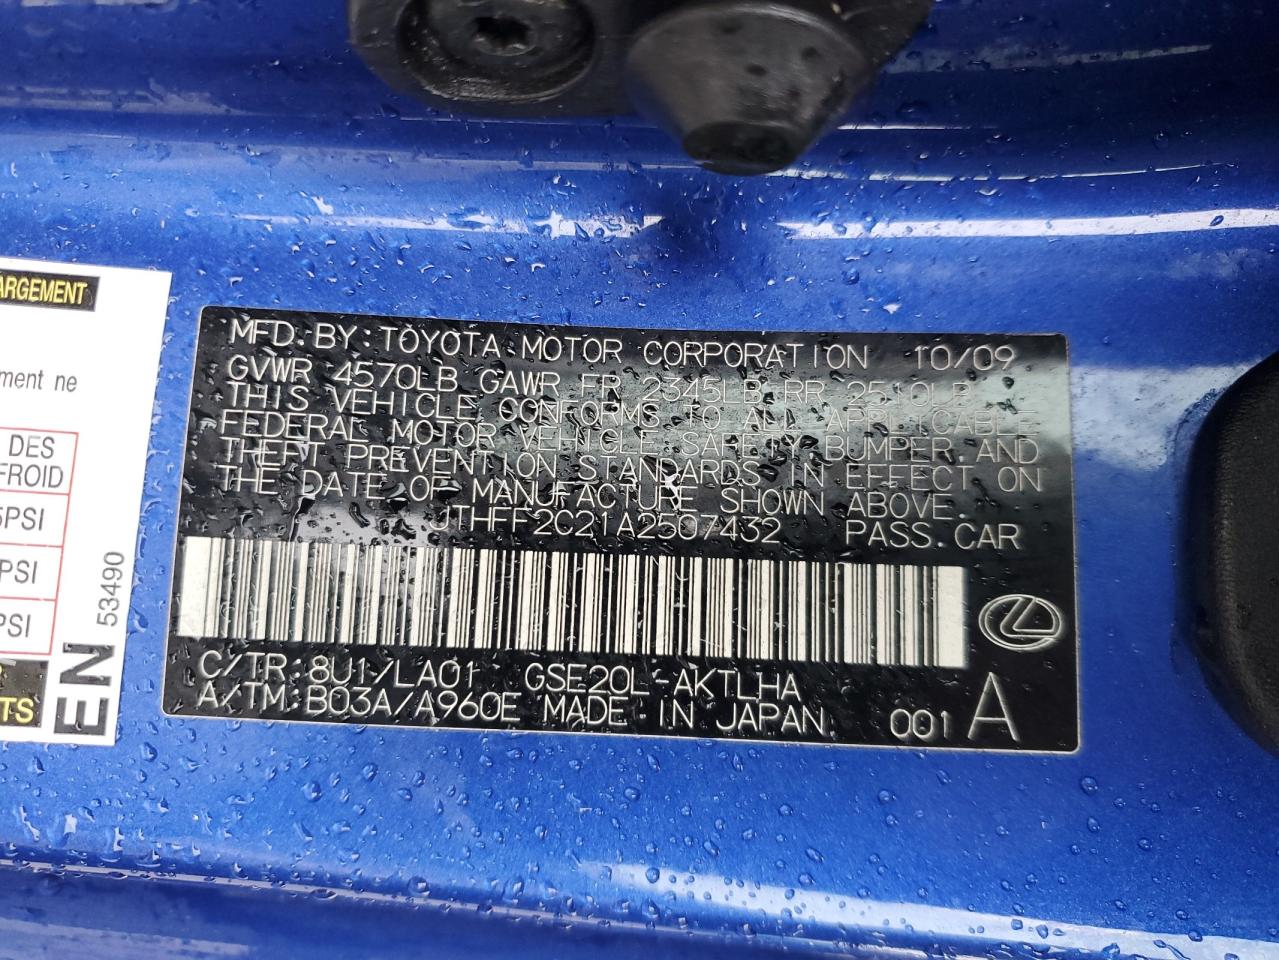 ARGEMENT
ment ne
DES
FROID
5PSI
PSI
PSI
TS
EN
53490
MFD. BY: TOYOTA MOTOR CORPORATION 10/09
GVWR 4570LB GAWR FR 2345LB RR 2510LB
THIS VEHICLE CONFORMS TO ALL APPLICABLE
FEDERAL MOTOR VEHICLE SAFETY BUMPER, AND
THEFT PREVENTION STANDARDS IN EFFECT ON
THE DATE OF MANUFACTURE SHOWN ABOVE.
JTHFF2C21A2507432 PASS. CAR
C/TR: 8U1/LA01 GSE20L-AKTLHA
A/TM: B03A/A960E MADE IN JAPAN. 001 A